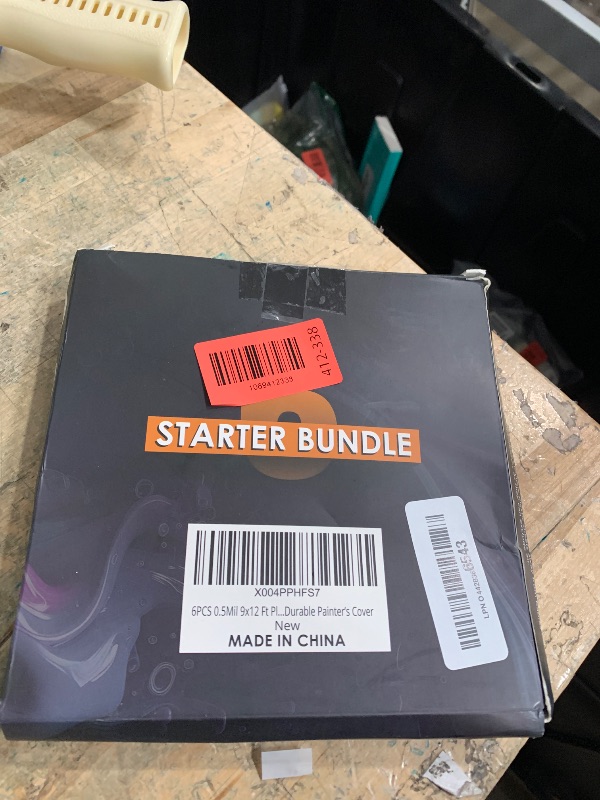 412-338
1069412338
STARTER BUNDLE
X004PPHFS7
6PCS 0.5Mil 9x12 Ft Pl...Durable Painter's Cover
New
MADE IN CHINA
6543